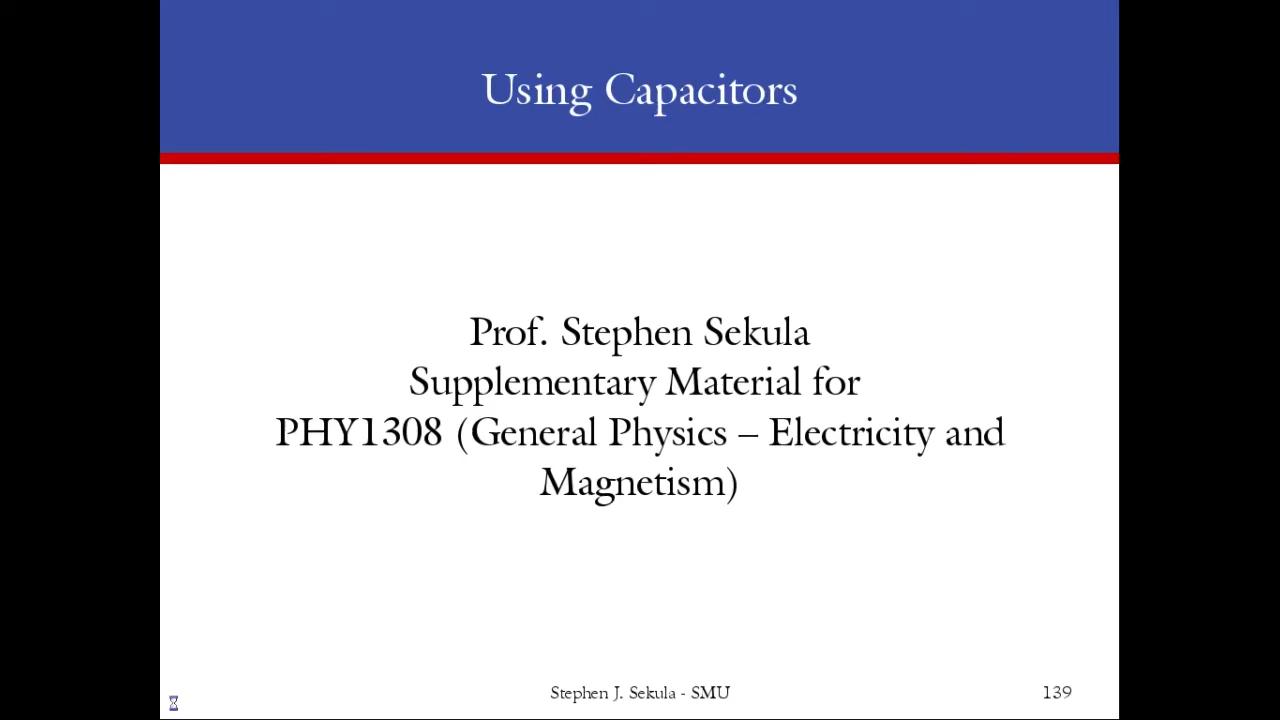 Using Capacitors
Prof. Stephen Sekula
Supplementary Material for
PHY1308 (General Physics – Electricity and
Magnetism)
Stephen J. Sekula - SMU
139